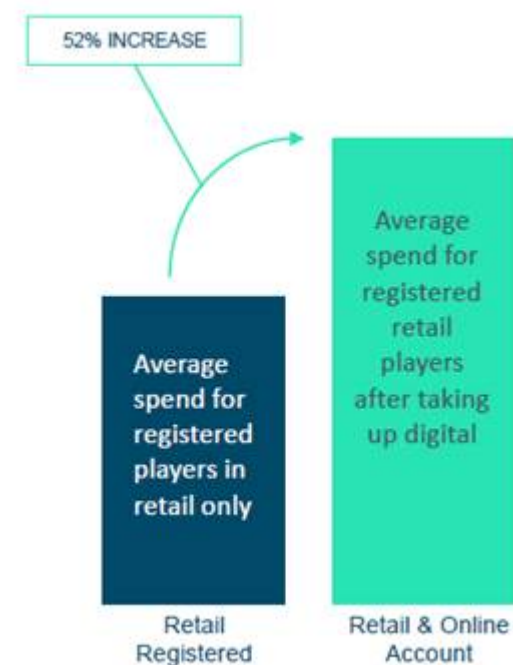 52% INCREASE
Average
spend for
registered
players in
retail only
Average
spend for
registered
retail
players
after taking
up digital
Retail
Registered
Retail & Online
Account